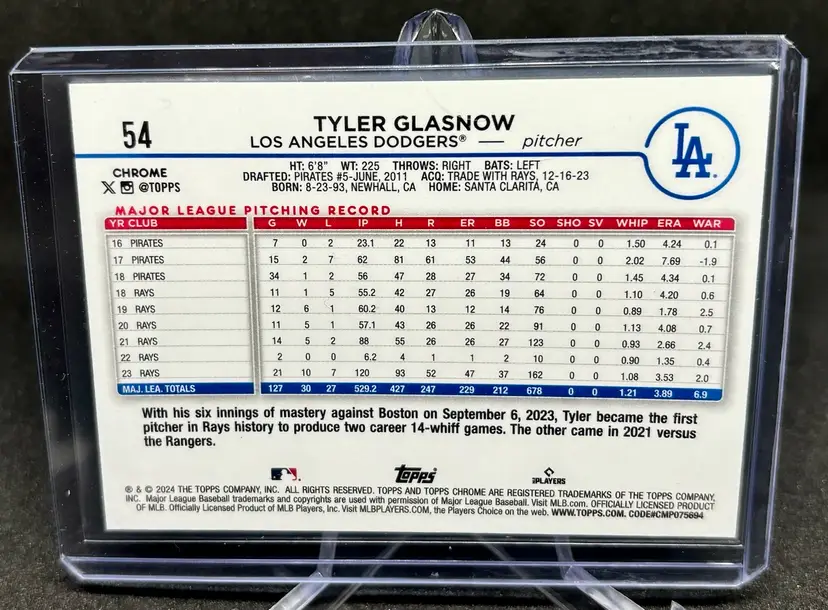 54
TYLER GLASNOW
LOS ANGELES DODGERS® — pitcher
LA
CHROME
X @TOPPS
HT: 6'8" WT: 225 THROWS: RIGHT BATS: LEFT
DRAFTED: PIRATES #5-JUNE, 2011 ACQ: TRADE WITH RAYS, 12-16-23
BORN: 8-23-93, NEWHALL, CA HOME: SANTA CLARITA, CA
MAJOR LEAGUE PITCHING RECORD
YR CLUB G W L IP H R ER BB SO SHO SV WHIP ERA WAR
16 PIRATES 7 0 2 23.1 22 13 11 13 24 0 0 1.50 4.24 0.1
17 PIRATES 15 2 7 62 81 61 53 44 56 0 0 2.02 7.69 -1.9
18 PIRATES 34 1 2 56 47 28 27 34 72 0 0 1.45 4.34 0.1
18 RAYS 11 1 5 55.2 42 27 26 19 64 0 0 1.10 4.20 0.6
19 RAYS 12 6 1 60.2 40 13 12 14 76 0 0 0.89 1.78 2.5
20 RAYS 11 5 1 57.1 43 26 26 22 91 0 0 1.13 4.08 0.7
21 RAYS 14 5 2 88 55 26 26 27 123 0 0 0.93 2.66 2.4
22 RAYS 2 0 0 6.2 4 1 1 2 10 0 0 0.90 1.35 0.4
23 RAYS 21 10 7 120 93 52 47 37 162 0 0 1.08 3.53 2.0
MAJ. LEA. TOTALS 127 30 27 529.2 427 247 229 212 678 0 0 1.21 3.89 6.9
With his six innings of mastery against Boston on September 6, 2023, Tyler became the first
pitcher in Rays history to produce two career 14-whiff games. The other came in 2021 versus
the Rangers.
topps
PLAYERS
® & © 2024 THE TOPPS COMPANY, INC. ALL RIGHTS RESERVED. TOPPS AND TOPPS CHROME ARE REGISTERED TRADEMARKS OF THE TOPPS COMPANY,
INC. Major League Baseball trademarks and copyrights are used with permission of Major League Baseball. Visit MLB.com. OFFICIALLY LICENSED PRODUCT
OF MLB. Officially Licensed Product of MLB Players, Inc. Visit MLBPLAYERS.COM, the Players Choice on the web. WWW.TOPPS.COM. CODE#CMP075694